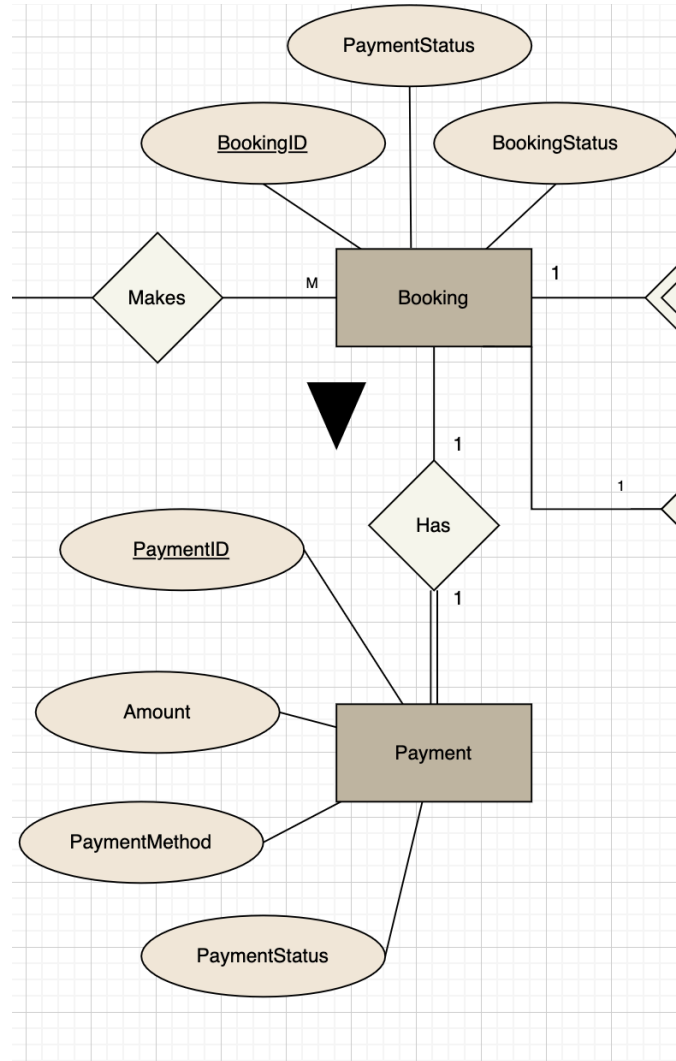 PaymentStatus
BookingID
BookingStatus
Makes
M
Booking
1
1
1
Has
1
PaymentID
Amount
Payment
PaymentMethod
PaymentStatus